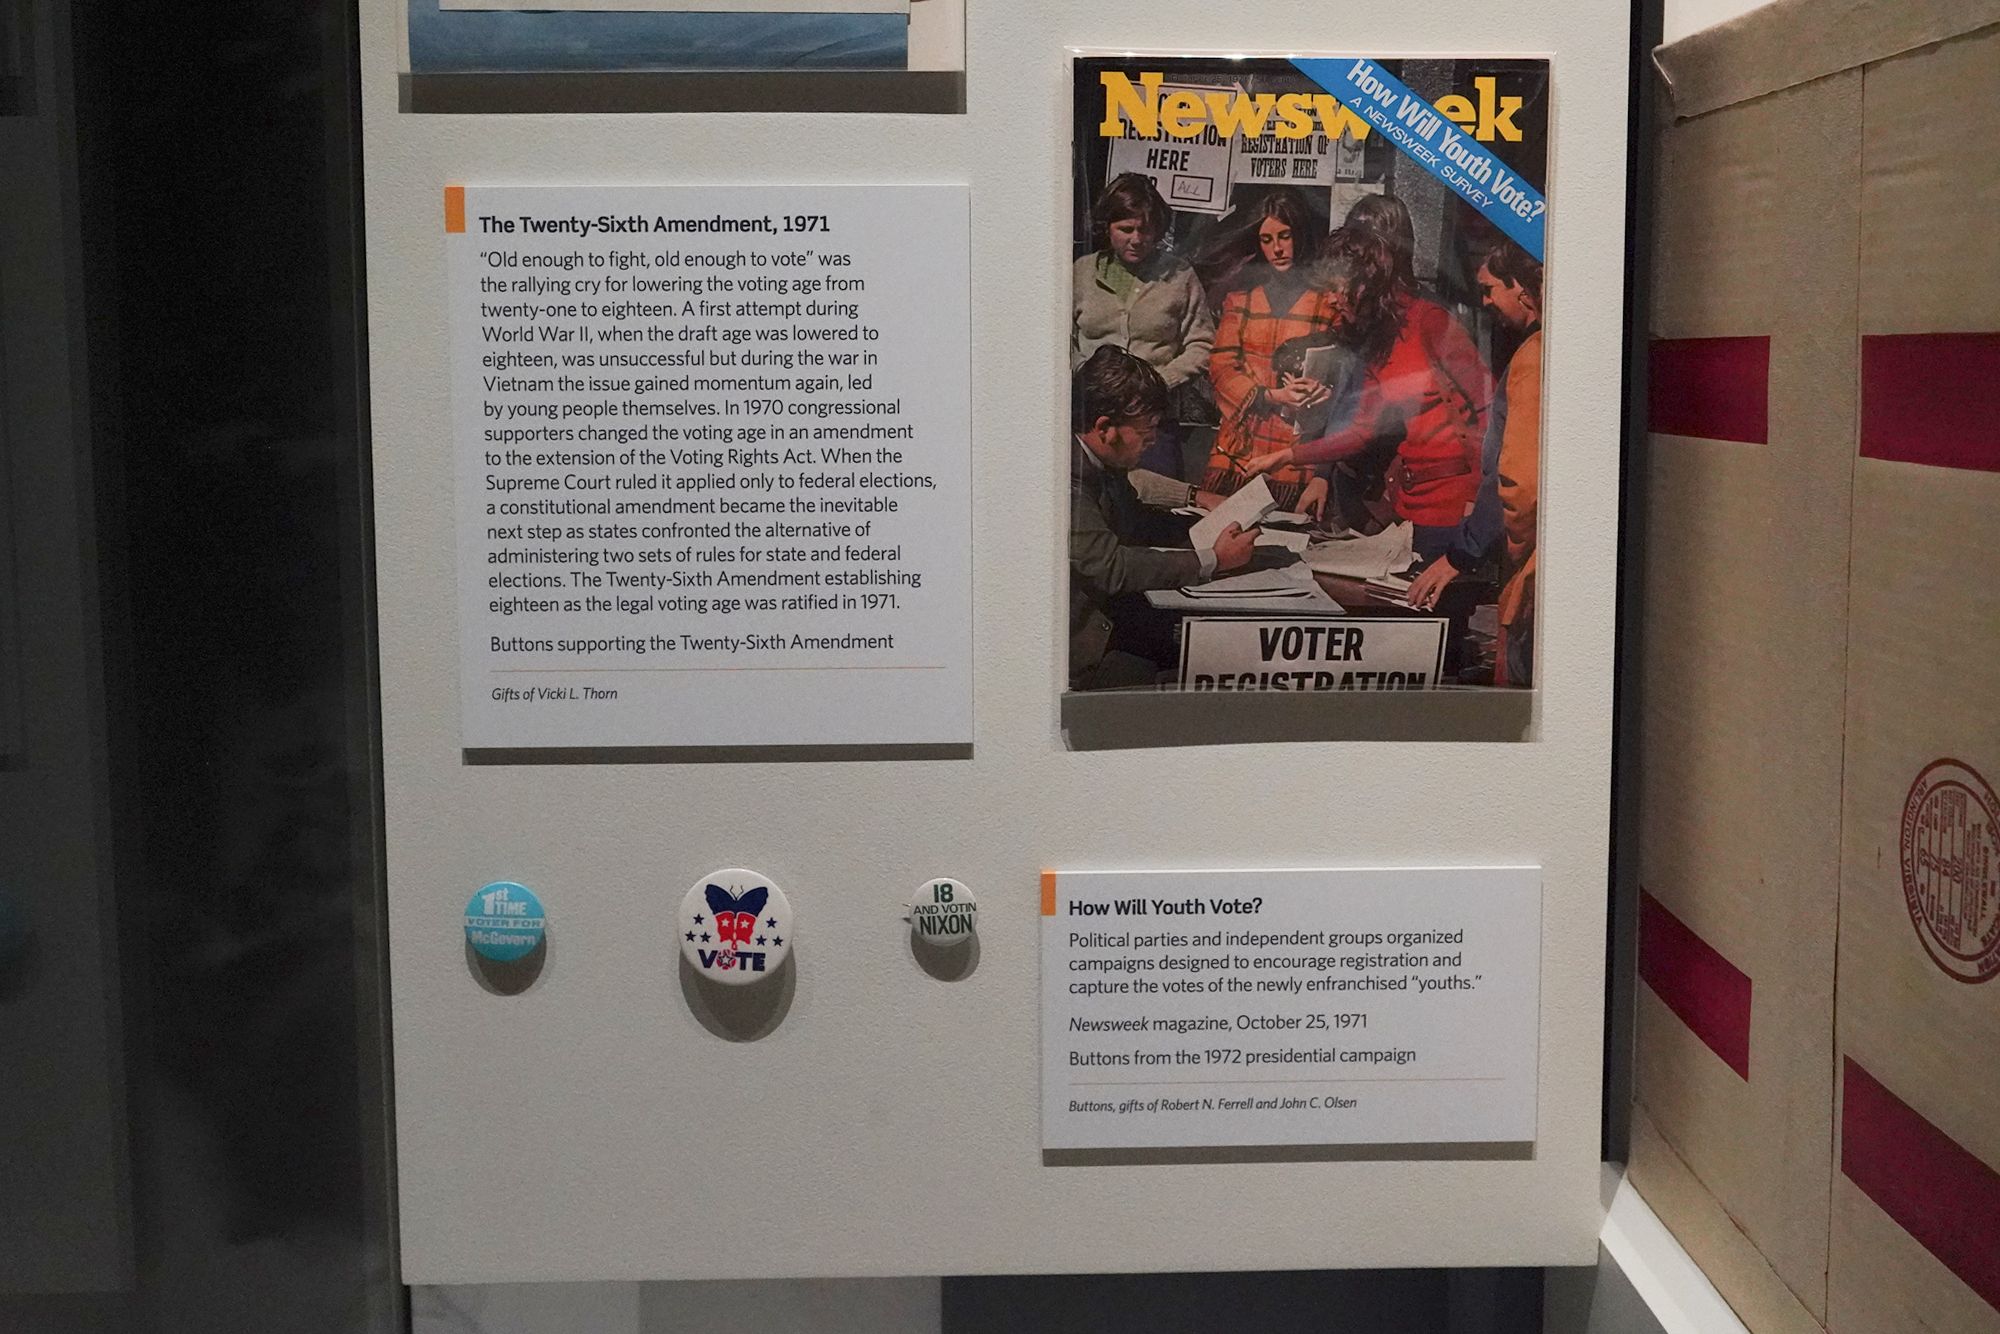 The Twenty-Sixth Amendment, 1971
“Old enough to fight, old enough to vote” was
the rallying cry for lowering the voting age from
twenty-one to eighteen. A first attempt during
World War II, when the draft age was lowered to
eighteen, was unsuccessful but during the war in
Vietnam the issue gained momentum again, led
by young people themselves. In 1970 congressional
supporters changed the voting age in an amendment
to the extension of the Voting Rights Act. When the
Supreme Court ruled it applied only to federal elections,
a constitutional amendment became the inevitable
next step as states confronted the alternative of
administering two sets of rules for state and federal
elections. The Twenty-Sixth Amendment establishing
eighteen as the legal voting age was ratified in 1971.
Buttons supporting the Twenty-Sixth Amendment
Gifts of Vicki L. Thorn
Newsweek
How Will Youth Vote?
A NEWSWEEK SURVEY
REGISTRATION
HERE
ALL
REGISTRATION OF
VOTERS HERE
VOTER
REGISTRATION
1st
TIME
VOTER FOR
McGovern
VOTE
18
AND VOTIN
NIXON
How Will Youth Vote?
Political parties and independent groups organized
campaigns designed to encourage registration and
capture the votes of the newly enfranchised “youths.”
Newsweek magazine, October 25, 1971
Buttons from the 1972 presidential campaign
Buttons, gifts of Robert N. Ferrell and John C. Olsen
ARLINGTON, VIRGINIA